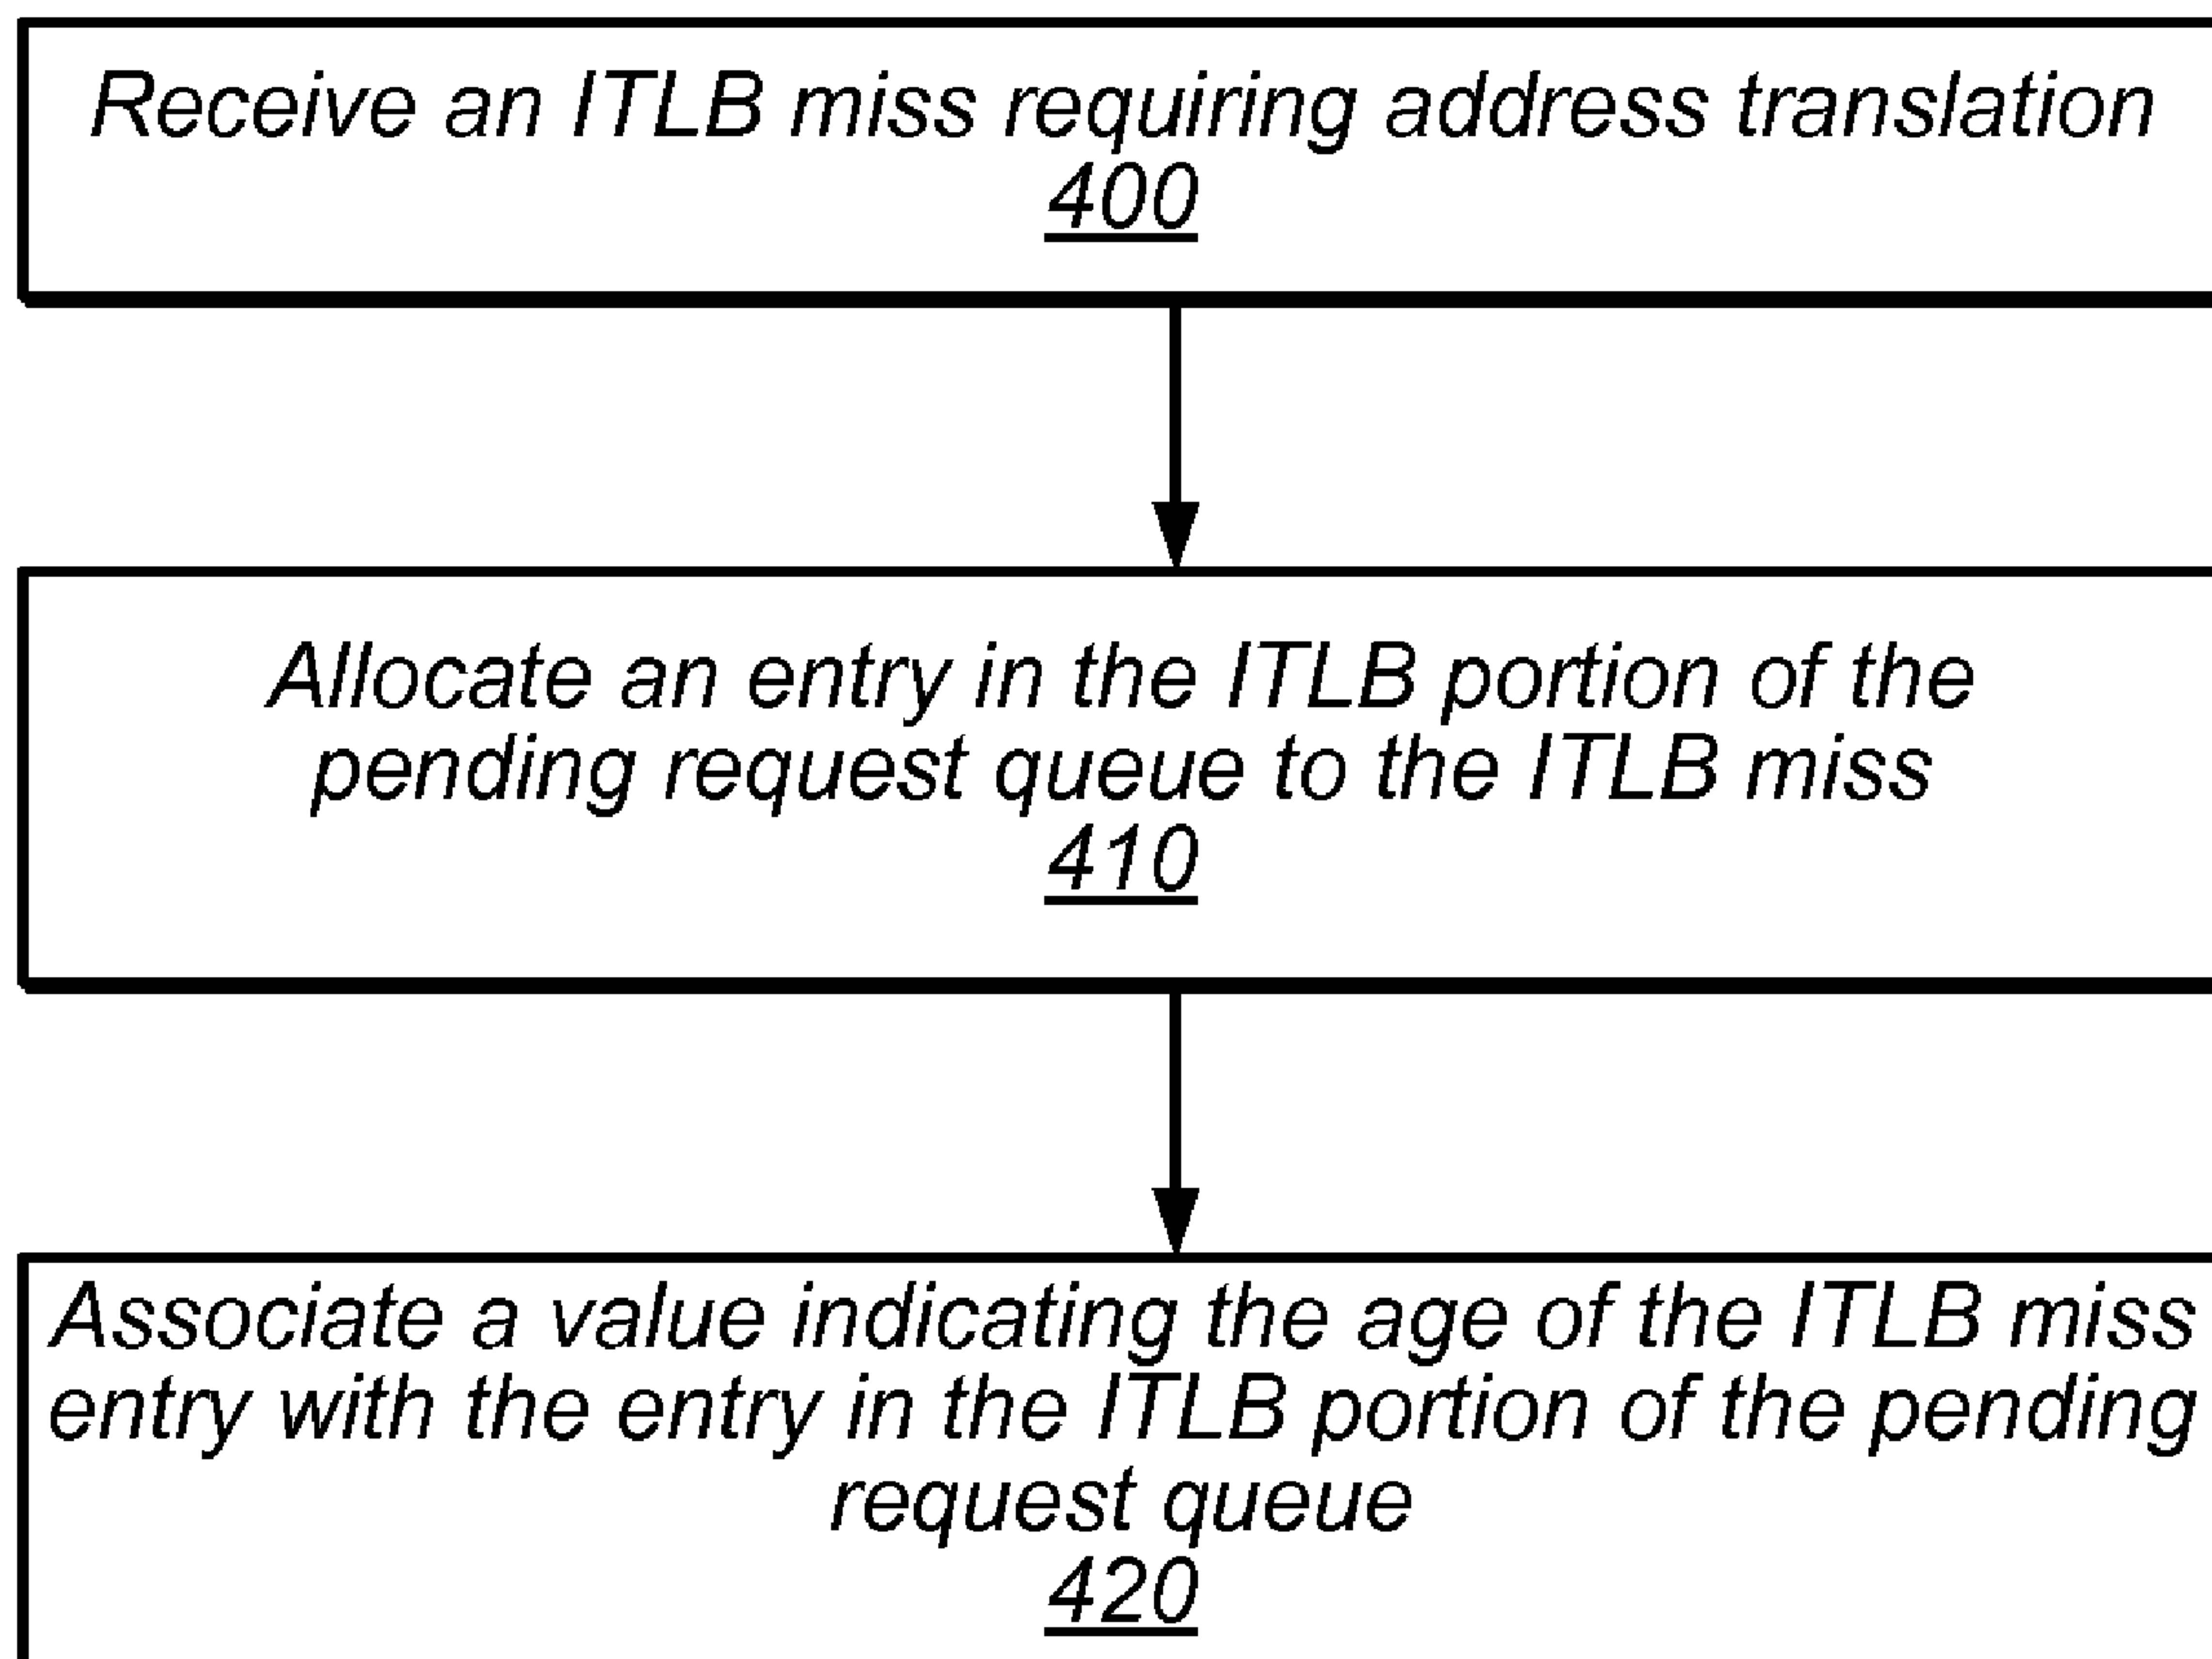 Receive an ITLB miss requiring address translation
400
Allocate an entry in the ITLB portion of the
pending request queue to the ITLB miss
410
Associate a value indicating the age of the ITLB miss
entry with the entry in the ITLB portion of the pending
request queue
420